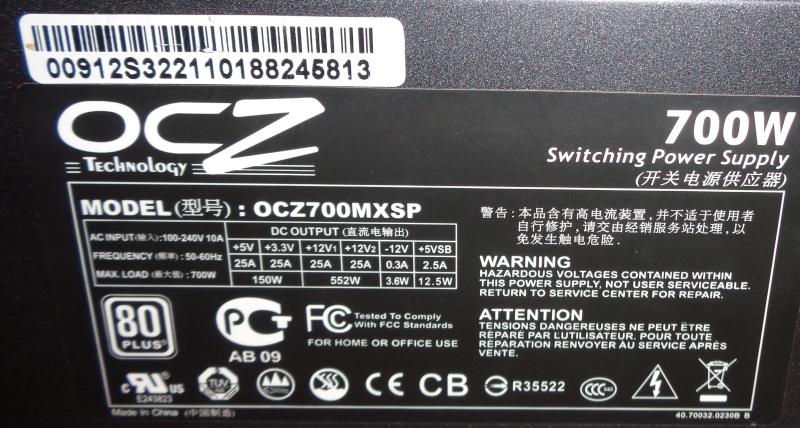 00912S322110188245813
OCZ
Technology
700W
Switching Power Supply
(开关电源供应器)
MODEL(型号) : OCZ700MXSP
AC INPUT(输入):100-240V 10A
FREQUENCY (频率): 50-60Hz
MAX. LOAD (最大值) : 700W
DC OUTPUT (直流电输出)
+5V +3.3V +12V1 +12V2 -12V +5VSB
25A 25A 25A 25A 0.3A 2.5A
150W 552W 3.6W 12.5W
警告: 本品含有高电流装置, 并不适于使用者
自行修护, 请交由经销服务站处理, 以
免发生触电危险.
WARNING
HAZARDOUS VOLTAGES CONTAINED WITHIN
THIS POWER SUPPLY, NOT USER SERVICEABLE.
RETURN TO SERVICE CENTER FOR REPAIR.
ATTENTION
TENSIONS DANGEREUSES NE PEUT ËTRE
RÉPARÉ PAR L'UTILISATEUR. POUR TOUTE
RÉPARATION RENVOYER AU SERVICE APRÈS
VENTE.
80
PLUS
AB 09
FC Tested To Comply
With FCC Standards
FOR HOME OR OFFICE USE
c RU US
E243823
TUV
CE CB
R35522
CCC
Made in China (中国制造)
40.70032.0230B B